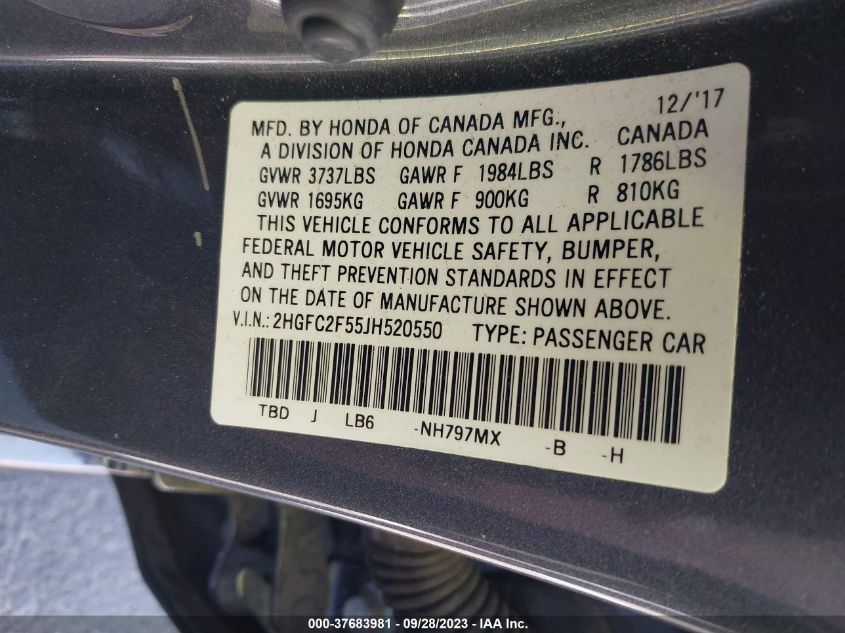 12/'17
MFD. BY HONDA OF CANADA MFG.,
A DIVISION OF HONDA CANADA INC. CANADA
GVWR 3737LBS GAWR F 1984LBS R 1786LBS
GVWR 1695KG GAWR F 900KG R 810KG
THIS VEHICLE CONFORMS TO ALL APPLICABLE
FEDERAL MOTOR VEHICLE SAFETY, BUMPER,
AND THEFT PREVENTION STANDARDS IN EFFECT
ON THE DATE OF MANUFACTURE SHOWN ABOVE.
V.I.N.: 2HGFC2F55JH520550 TYPE: PASSENGER CAR
TBD J LB6 -NH797MX -B -H
000-37683981 / 09/28/2023 - IAA Inc.